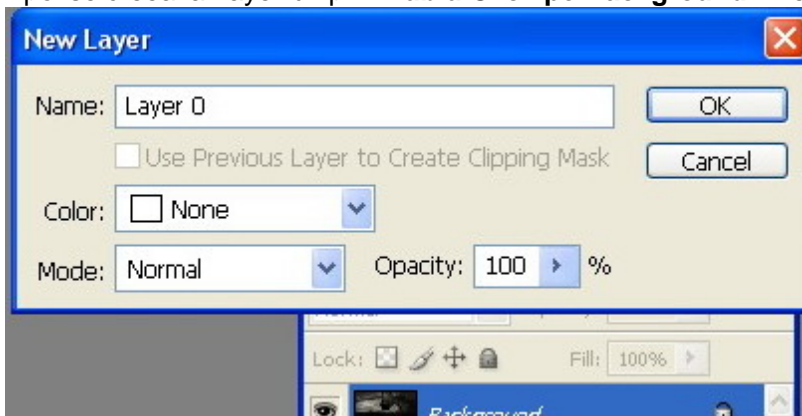 New Layer
Name: Layer 0
OK
Use Previous Layer to Create Clipping Mask
Cancel
Color: None
Mode: Normal Opacity: 100 %
Lock: Fill: 100%
Background